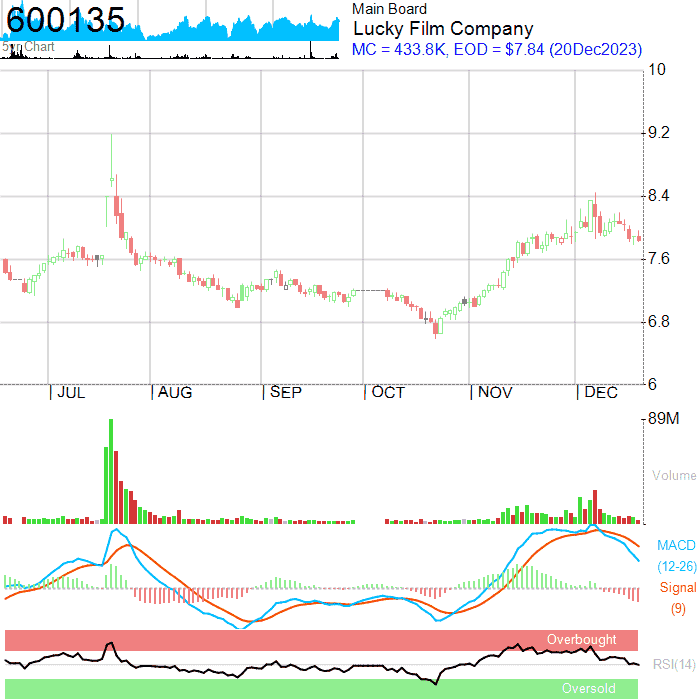 600135
5yr Chart
Main Board
Lucky Film Company
MC = 433.8K, EOD = $7.84 (20Dec2023)
10
9.2
8.4
7.6
6.8
6
JUL AUG SEP OCT NOV DEC
89M
Volume
MACD
(12-26)
Signal
(9)
Overbought
RSI(14)
Oversold